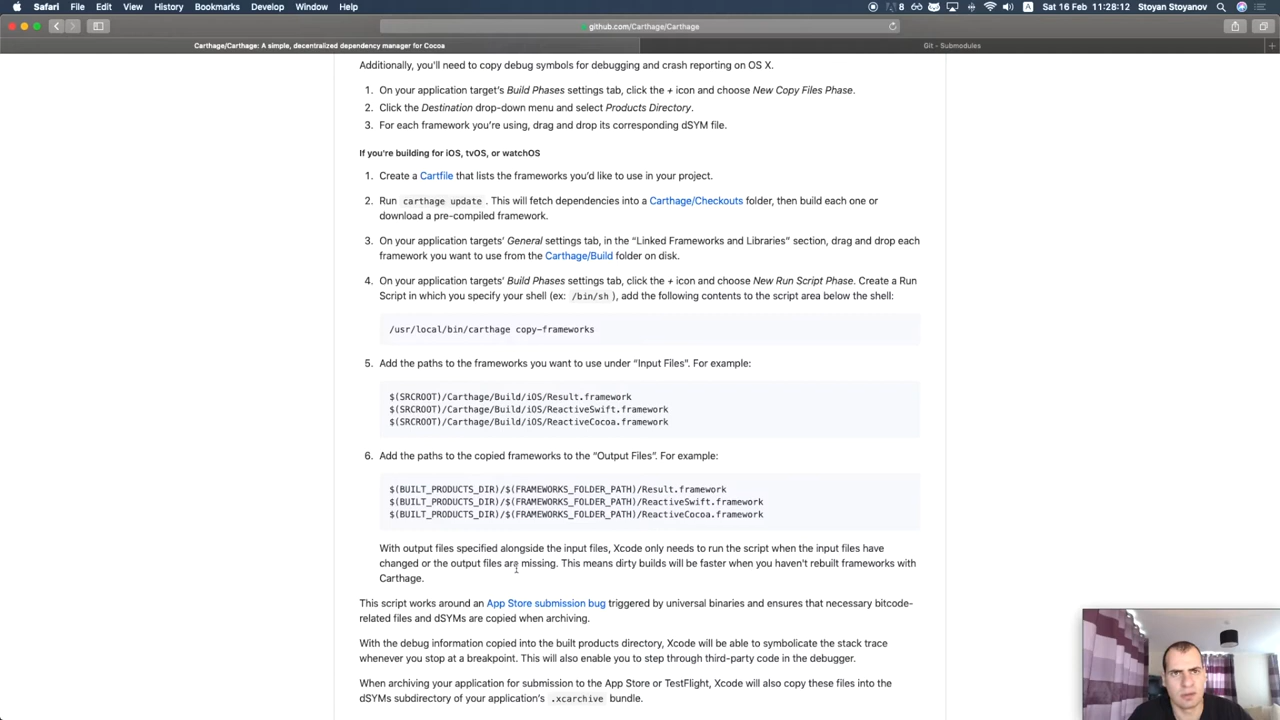 Safari File Edit View History Bookmarks Develop Window Help 8 Sat 16 Feb 11:28:12 Stoyan Stoyanov
github.com/Carthage/Carthage
Carthage/Carthage: A simple, decentralized dependency manager for Cocoa
Git - Submodules
Additionally, you'll need to copy debug symbols for debugging and crash reporting on OS X.
1. On your application target's Build Phases settings tab, click the + icon and choose New Copy Files Phase.
2. Click the Destination drop-down menu and select Products Directory.
3. For each framework you're using, drag and drop its corresponding dSYM file.
If you're building for iOS, tvOS, or watchOS
1. Create a Cartfile that lists the frameworks you'd like to use in your project.
2. Run carthage update. This will fetch dependencies into a Carthage/Checkouts folder, then build each one or
download a pre-compiled framework.
3. On your application targets' General settings tab, in the "Linked Frameworks and Libraries" section, drag and drop each
framework you want to use from the Carthage/Build folder on disk.
4. On your application targets' Build Phases settings tab, click the + icon and choose New Run Script Phase. Create a Run
Script in which you specify your shell (ex: /bin/sh), add the following contents to the script area below the shell:
/usr/local/bin/carthage copy-frameworks
5. Add the paths to the frameworks you want to use under "Input Files". For example:
$(SRCROOT)/Carthage/Build/iOS/Result.framework
$(SRCROOT)/Carthage/Build/iOS/ReactiveSwift.framework
$(SRCROOT)/Carthage/Build/iOS/ReactiveCocoa.framework
6. Add the paths to the copied frameworks to the "Output Files". For example:
$(BUILT_PRODUCTS_DIR)/$(FRAMEWORKS_FOLDER_PATH)/Result.framework
$(BUILT_PRODUCTS_DIR)/$(FRAMEWORKS_FOLDER_PATH)/ReactiveSwift.framework
$(BUILT_PRODUCTS_DIR)/$(FRAMEWORKS_FOLDER_PATH)/ReactiveCocoa.framework
With output files specified alongside the input files, Xcode only needs to run the script when the input files have
changed or the output files are missing. This means dirty builds will be faster when you haven't rebuilt frameworks with
Carthage.
This script works around an App Store submission bug triggered by universal binaries and ensures that necessary bitcode-
related files and dSYMs are copied when archiving.
With the debug information copied into the built products directory, Xcode will be able to symbolicate the stack trace
whenever you stop at a breakpoint. This will also enable you to step through third-party code in the debugger.
When archiving your application for submission to the App Store or TestFlight, Xcode will also copy these files into the
dSYMs subdirectory of your application's .xcarchive bundle.